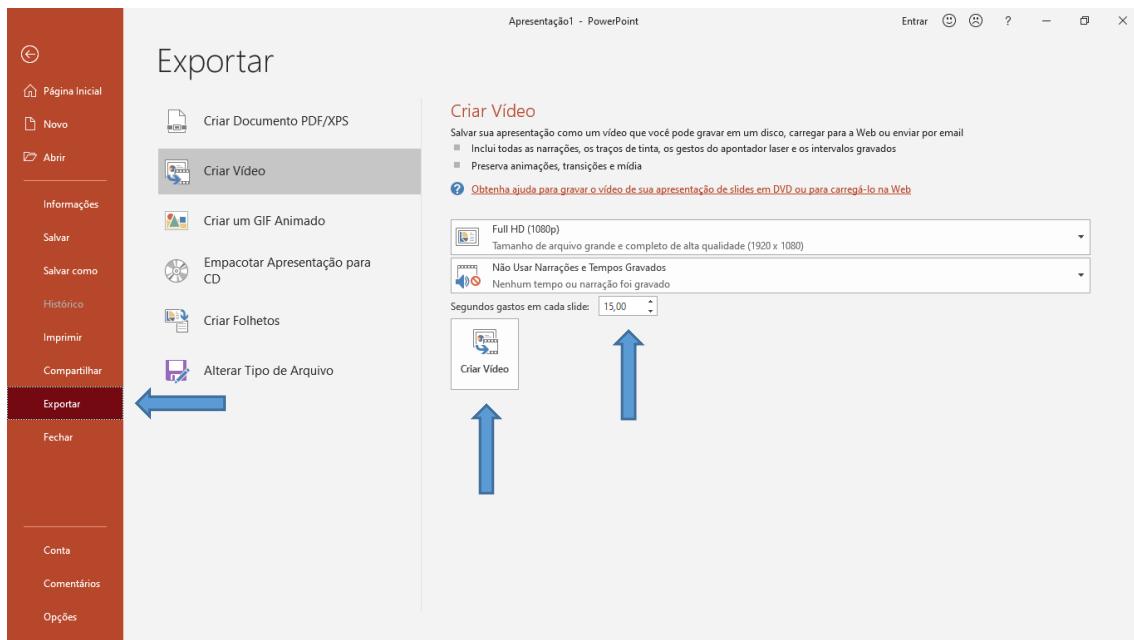 Apresentação1 - PowerPoint
Entrar
?
Página Inicial
Novo
Abrir
Informações
Salvar
Salvar como
Histórico
Imprimir
Compartilhar
Exportar
Fechar
Conta
Comentários
Opções
Exportar
Criar Documento PDF/XPS
Criar Vídeo
Criar um GIF Animado
Empacotar Apresentação para
CD
Criar Folhetos
Alterar Tipo de Arquivo
Criar Vídeo
Salvar sua apresentação como um vídeo que você pode gravar em um disco, carregar para a Web ou enviar por email
Inclui todas as narrações, os traços de tinta, os gestos do apontador laser e os intervalos gravados
Preserva animações, transições e mídia
? Obtenha ajuda para gravar o vídeo de sua apresentação de slides em DVD ou para carregá-lo na Web
Full HD (1080p)
Tamanho de arquivo grande e completo de alta qualidade (1920 x 1080)
Não Usar Narrações e Tempos Gravados
Nenhum tempo ou narração foi gravado
Segundos gastos em cada slide: 15,00
Criar Vídeo